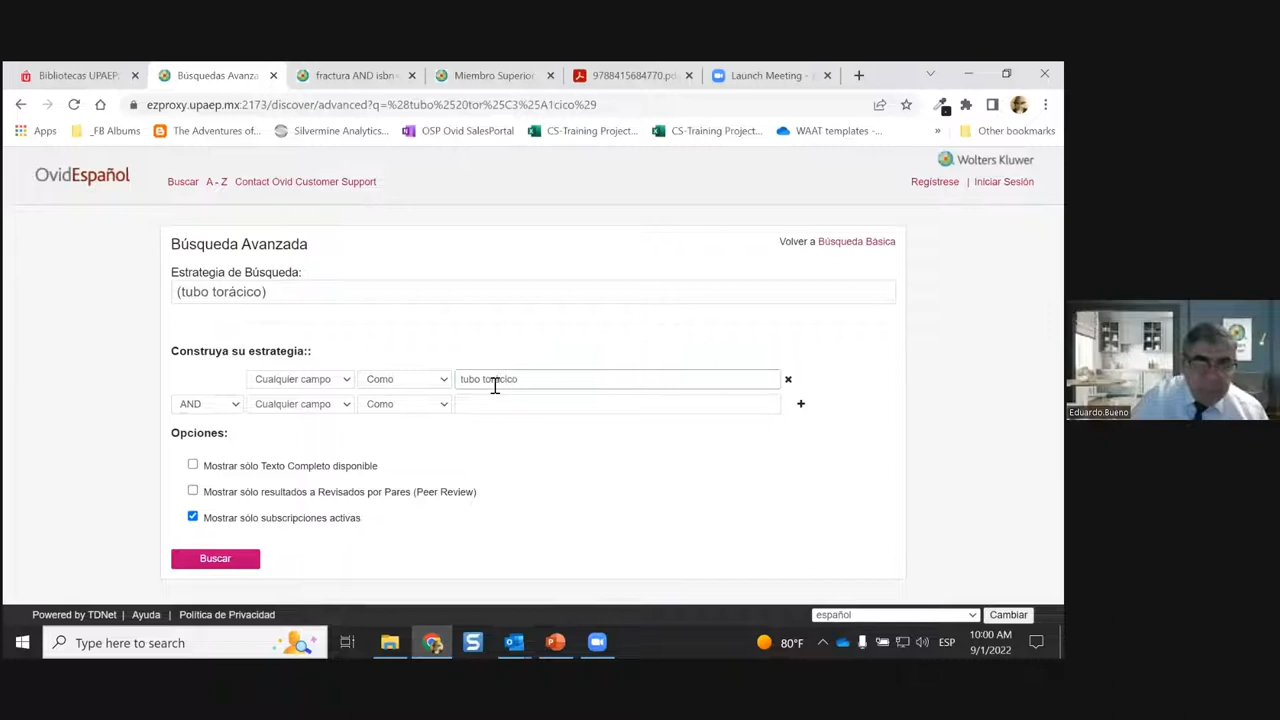 Bibliotecas UPAEP
Búsquedas Avanza
fractura AND isbn=
Miembro Superior
9788415684770.pd
Launch Meeting -
ezproxy.upaep.mx:2173/discover/advanced?q=%28tubo%2520tor%25C3%25A1cico%29
Apps
_FB Albums
The Adventures of...
Silvermine Analytics...
OSP Ovid SalesPortal
CS-Training Project...
CS-Training Project...
WAAT templates -...
»
Other bookmarks
OvidEspañol
Wolters Kluwer
Buscar A - Z Contact Ovid Customer Support
Regístrese | Iniciar Sesión
Búsqueda Avanzada
Volver a Búsqueda Básica
Estrategia de Búsqueda:
(tubo torácico)
Construya su estrategia::
Cualquier campo Como tubo torácico
AND Cualquier campo Como
Opciones:
Mostrar sólo Texto Completo disponible
Mostrar sólo resultados a Revisados por Pares (Peer Review)
Mostrar sólo subscripciones activas
Buscar
Eduardo.Bueno
Powered by TDNet | Ayuda | Política de Privacidad
español Cambiar
Type here to search
80°F
ESP
10:00 AM
9/1/2022